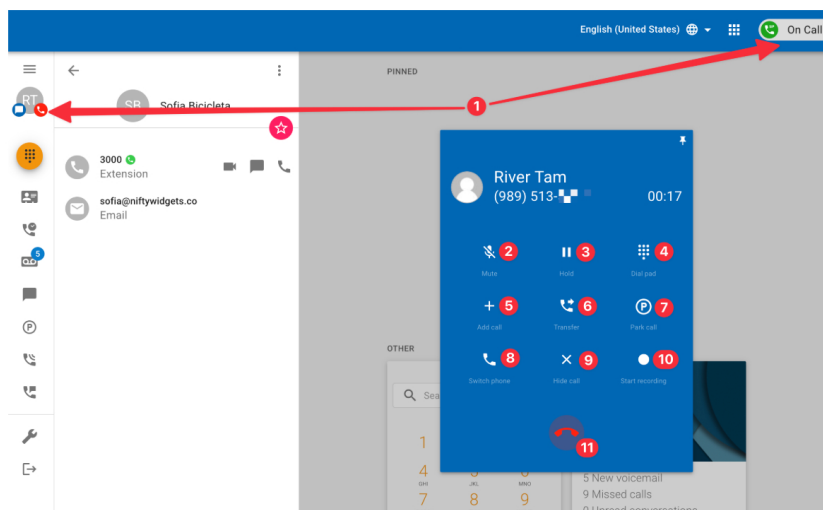 English (United States)
On Call
RT
SB Sofia Bicicleta
PINNED
1
3000
Extension
sofia@niftywidgets.co
Email
5
River Tam
(989) 513-
00:17
2
3
4
Mute
Hold
Dial pad
5
6
7
Add call
Transfer
Park call
8
9
10
Switch phone
Hide call
Start recording
11
OTHER
1
4
GHI
JKL
MNO
7 8 9
5 New voicemail
9 Missed calls